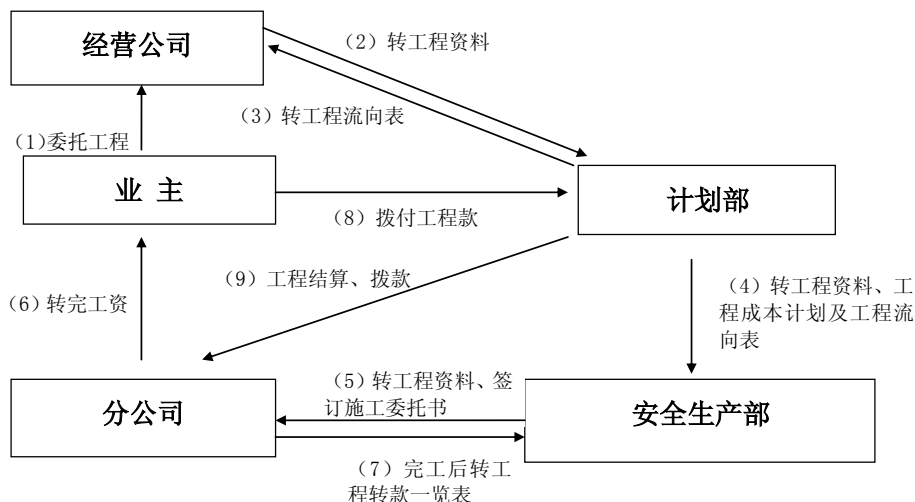 经营公司
（2）转工程资料
（3）转工程流向表
（1)委托工程
业 主
计划部
（8）拨付工程款
（9）工程结算、拨款
（4）转工程资料、工
程成本计划及工程流
向表
（6)转完工资
（5）转工程资料、签
订施工委托书
分公司
安全生产部
（7）完工后转工
程转款一览表